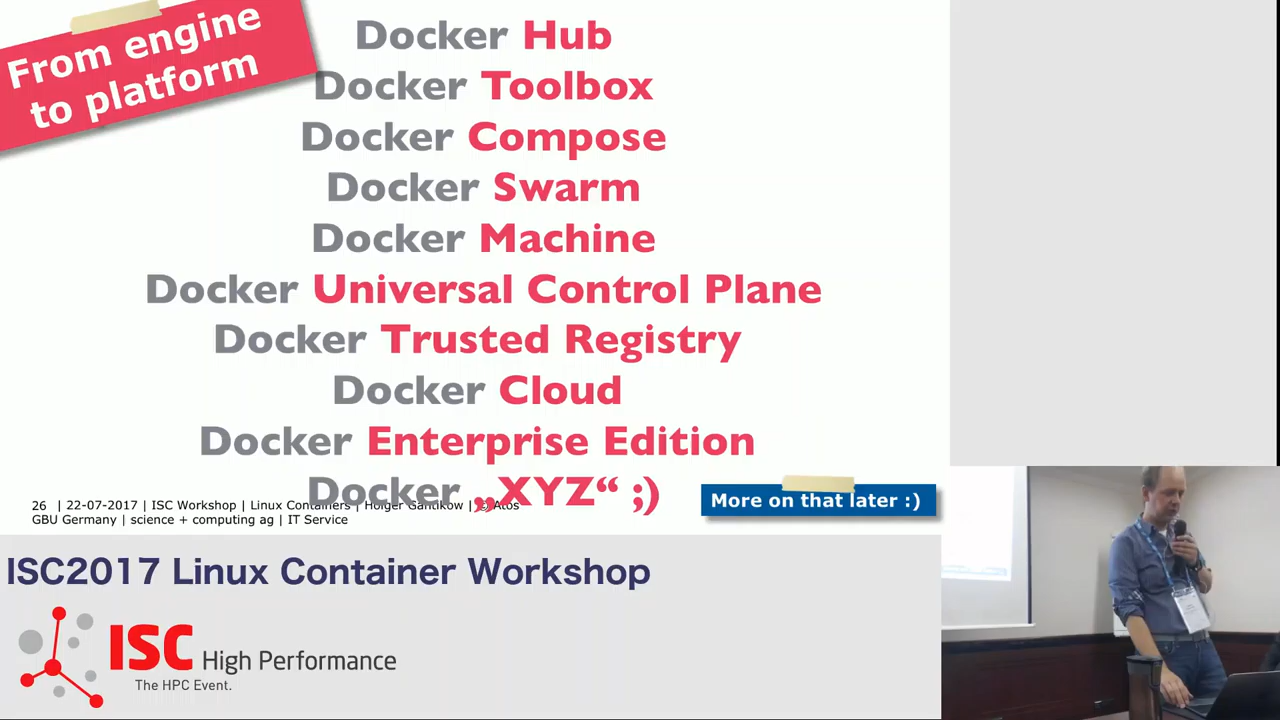 From engine
to platform
Docker Hub
Docker Toolbox
Docker Compose
Docker Swarm
Docker Machine
Docker Universal Control Plane
Docker Trusted Registry
Docker Cloud
Docker Enterprise Edition
Docker „XYZ“ ;)
26 | 22-07-2017 | ISC Workshop | Linux Containers | Holger Gantikow | © Atos
GBU Germany | science + computing ag | IT Service
More on that later :)
ISC2017 Linux Container Workshop
ISC High Performance
The HPC Event.